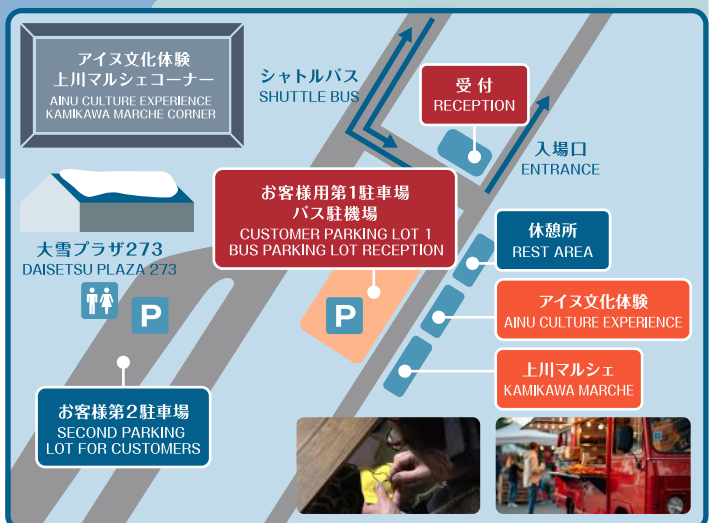 アイヌ文化体験
上川マルシェコーナー
AINU CULTURE EXPERIENCE
KAMIKAWA MARCHE CORNER
シャトルバス
SHUTTLE BUS
受付
RECEPTION
入場口
ENTRANCE
お客様用第1駐車場
バス駐機場
CUSTOMER PARKING LOT 1
BUS PARKING LOT RECEPTION
大雪プラザ273
DAISETSU PLAZA 273
P
P
休憩所
REST AREA
アイヌ文化体験
AINU CULTURE EXPERIENCE
上川マルシェ
KAMIKAWA MARCHE
お客様第2駐車場
SECOND PARKING
LOT FOR CUSTOMERS